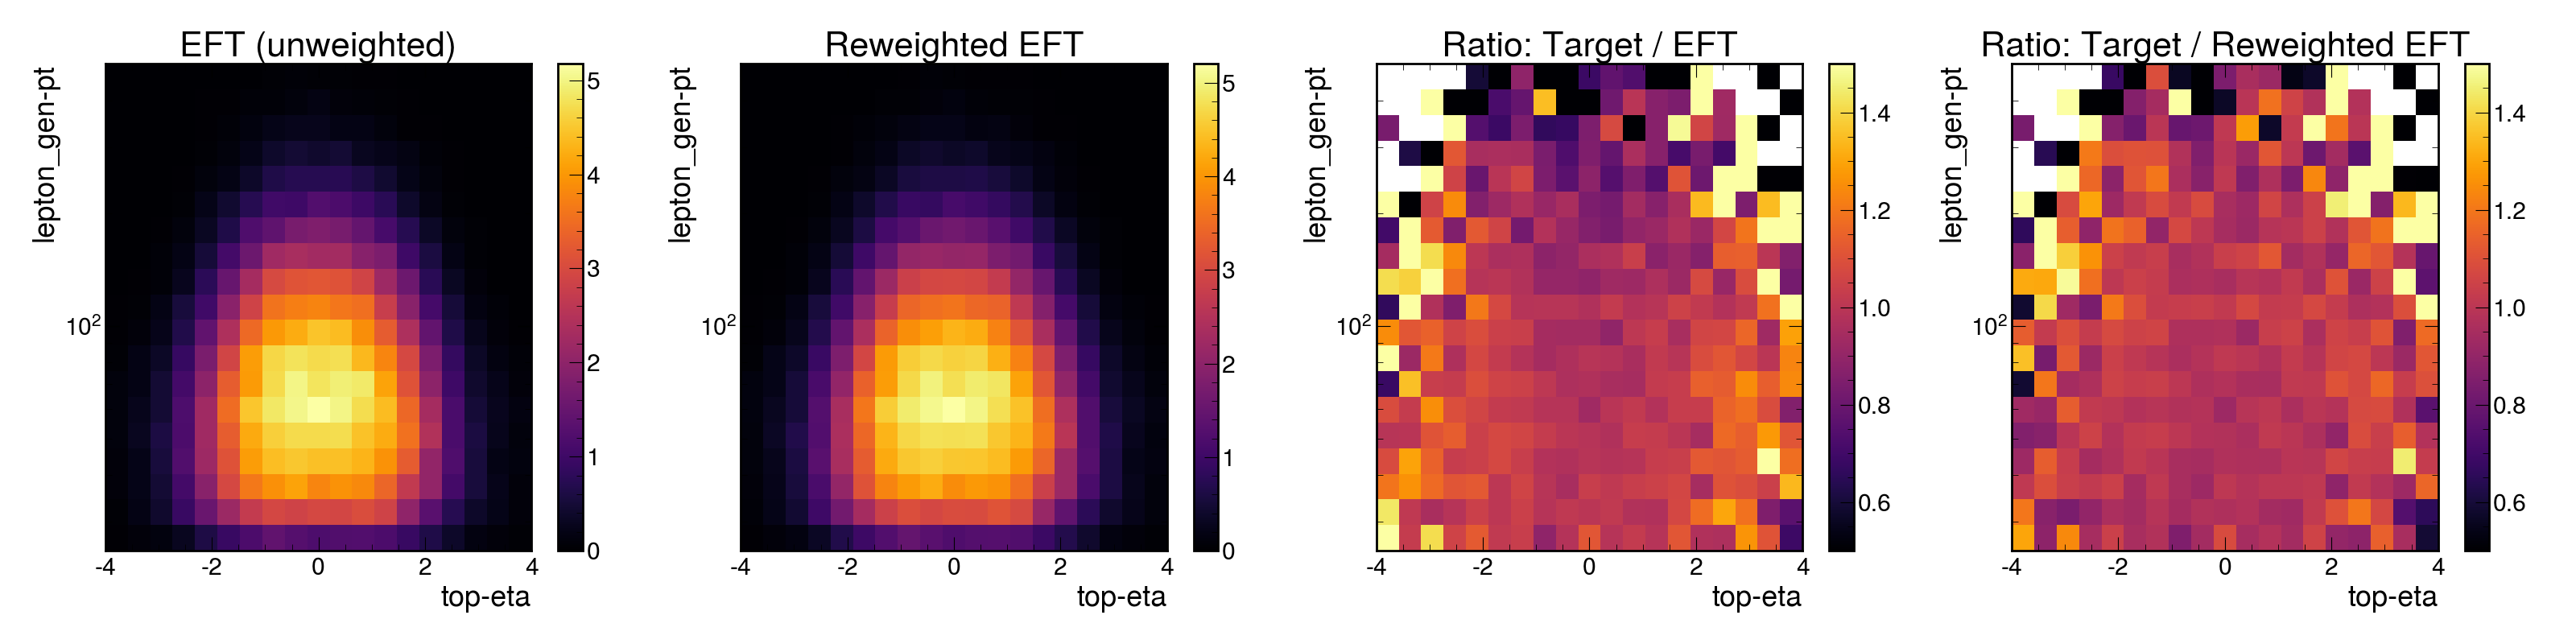 EFT (unweighted)
lepton_gen-pt
10²
-4 -2 0 2 4
top-eta
5
4
3
2
1
0
Reweighted EFT
lepton_gen-pt
10²
-4 -2 0 2 4
top-eta
5
4
3
2
1
0
Ratio: Target / EFT
lepton_gen-pt
10²
-4 -2 0 2 4
top-eta
1.4
1.2
1.0
0.8
0.6
Ratio: Target / Reweighted EFT
lepton_gen-pt
10²
-4 -2 0 2 4
top-eta
1.4
1.2
1.0
0.8
0.6